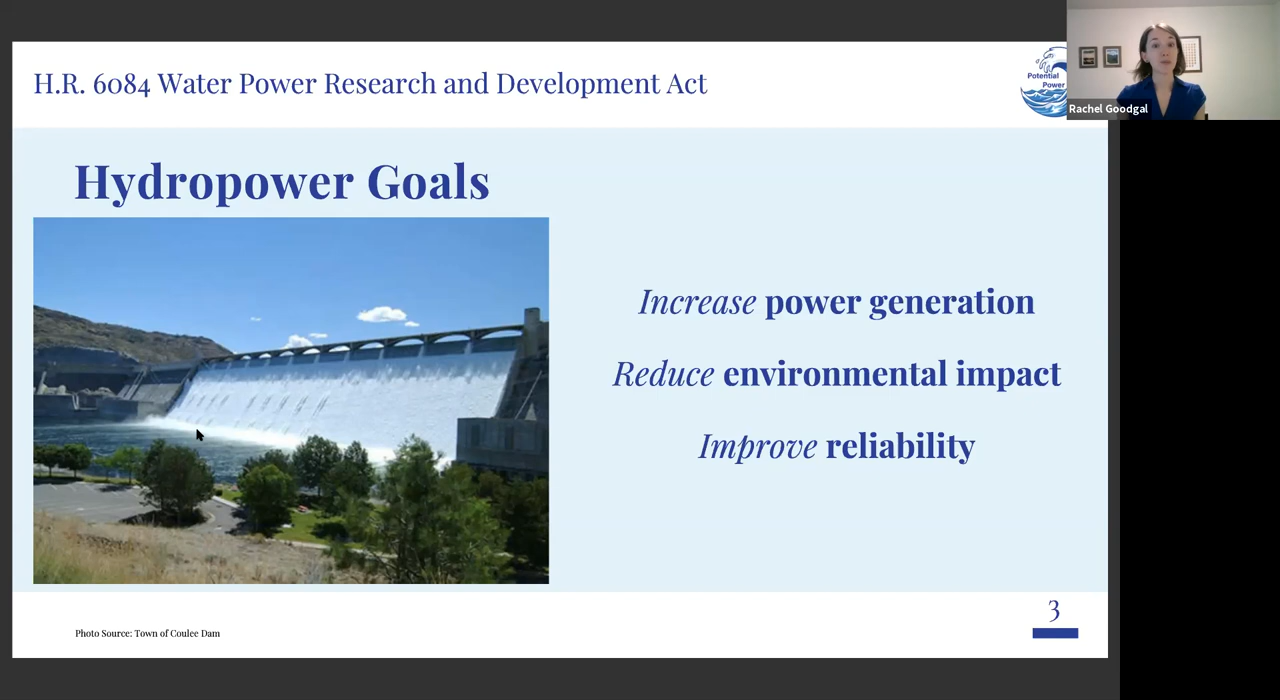 H.R. 6084 Water Power Research and Development Act
Potential
Power
Rachel Goodgal
Hydropower Goals
Increase power generation
Reduce environmental impact
Improve reliability
Photo Source: Town of Coulee Dam
3